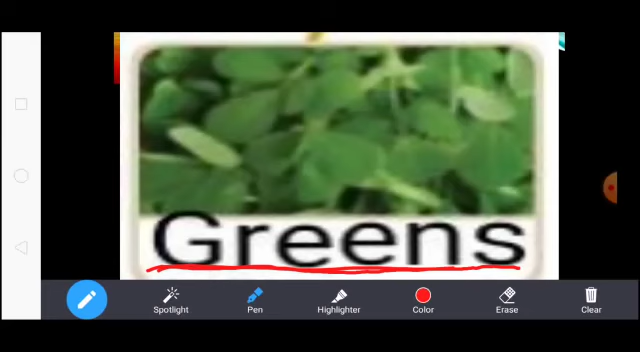 Greens
Spotlight
Pen
Highlighter
Color
Erase
Clear